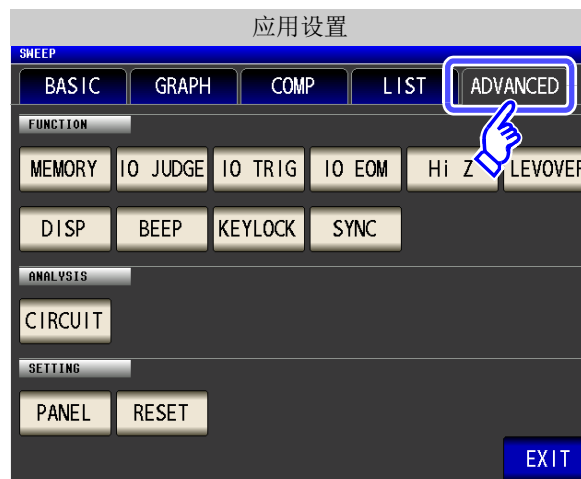 应用设置
SWEEP
BASIC GRAPH COMP LIST ADVANCED
FUNCTION
MEMORY IO JUDGE IO TRIG IO EOM Hi Z LEVOVER
DISP BEEP KEYLOCK SYNC
ANALYSIS
CIRCUIT
SETTING
PANEL RESET
EXIT